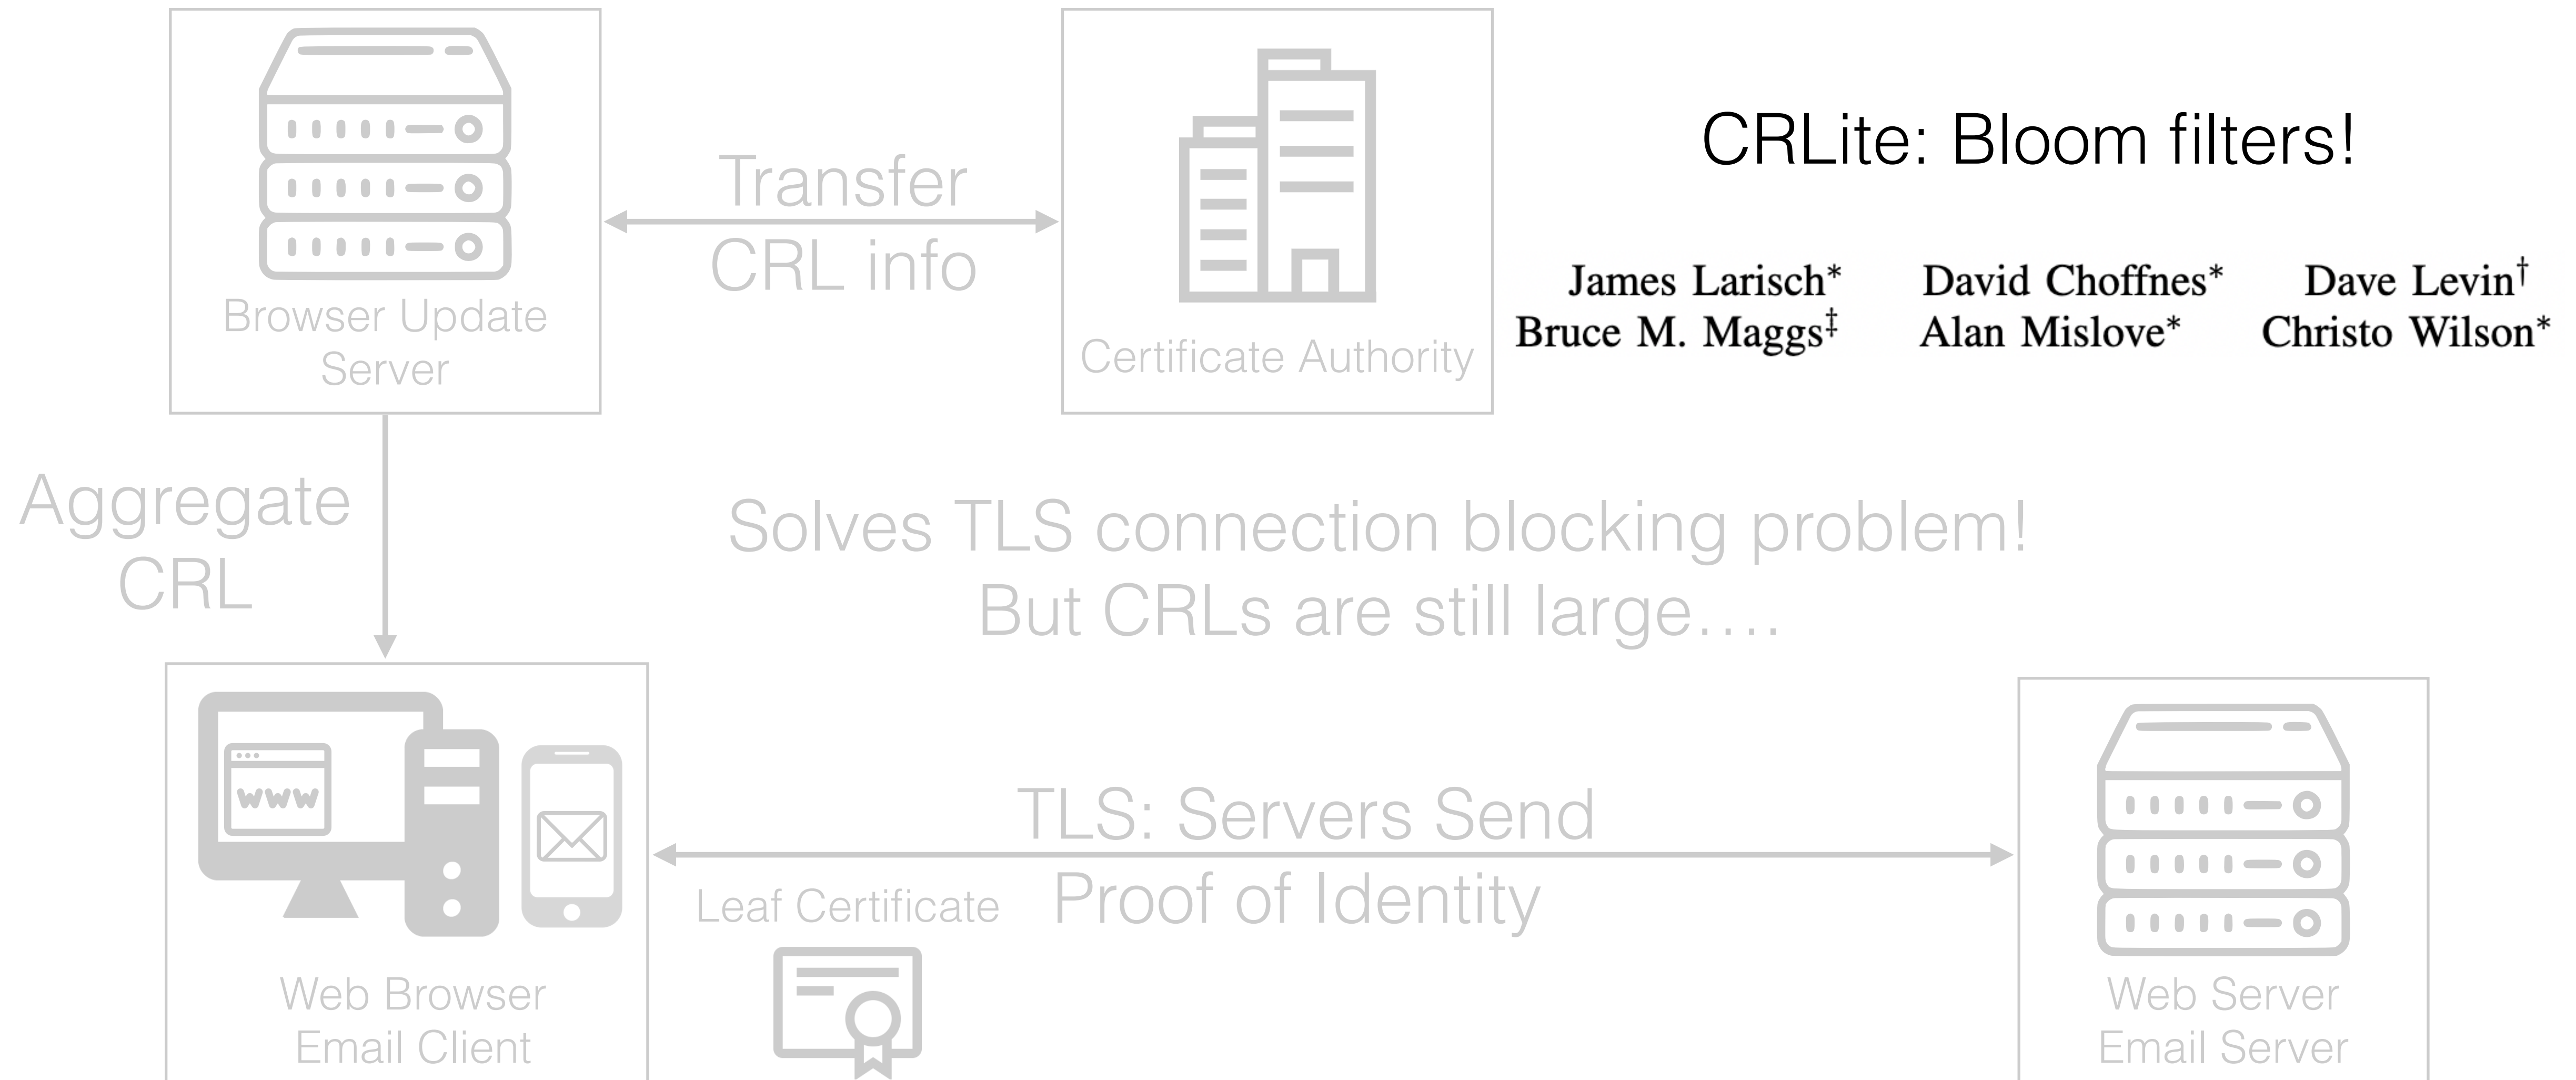 Browser Update
Server
Transfer
CRL info
Certificate Authority
CRLite: Bloom filters!
James Larisch* David Choffnes* Dave Levin†
Bruce M. Maggs‡ Alan Mislove* Christo Wilson*
Aggregate
CRL
Solves TLS connection blocking problem!
But CRLs are still large....
www
Web Browser
Email Client
TLS: Servers Send
Proof of Identity
Leaf Certificate
Web Server
Email Server